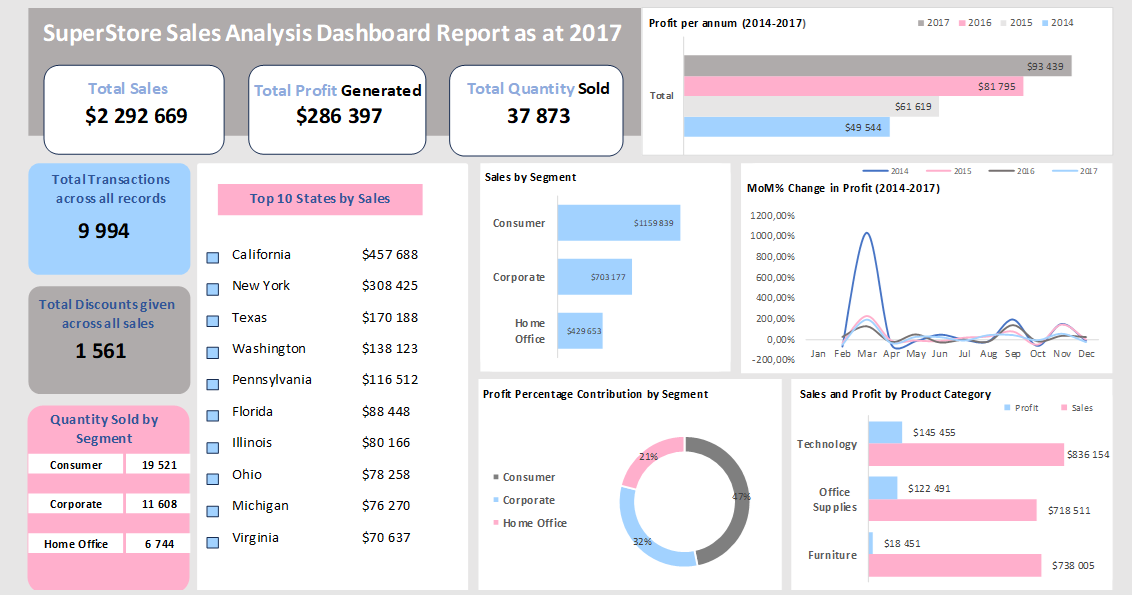 SuperStore Sales Analysis Dashboard Report as at 2017
Total Sales
$2 292 669
Total Profit Generated
$286 397
Total Quantity Sold
37 873
Profit per annum (2014-2017)
2017 2016 2015 2014
Total
$93 439
$81 795
$61 619
$49 544
Total Transactions
across all records
9 994
Total Discounts given
across all sales
1 561
Quantity Sold by
Segment
Consumer 19 521
Corporate 11 608
Home Office 6 744
Top 10 States by Sales
California $457 688
New York $308 425
Texas $170 188
Washington $138 123
Pennsylvania $116 512
Florida $88 448
Illinois $80 166
Ohio $78 258
Michigan $76 270
Virginia $70 637
Sales by Segment
Consumer $1159 839
Corporate $703 177
Home
Office
$429 653
2014 2015 2016 2017
MoM% Change in Profit (2014-2017)
1200,00%
1000,00%
800,00%
600,00%
400,00%
200,00%
0,00%
-200,00%
Jan Feb Mar Apr May Jun Jul Aug Sep Oct Nov Dec
Profit Percentage Contribution by Segment
Consumer
Corporate
Home Office
21%
47%
32%
Sales and Profit by Product Category
Profit Sales
Technology
$145 455
$836 154
Office
Supplies
$122 491
$718 511
Furniture
$18 451
$738 005